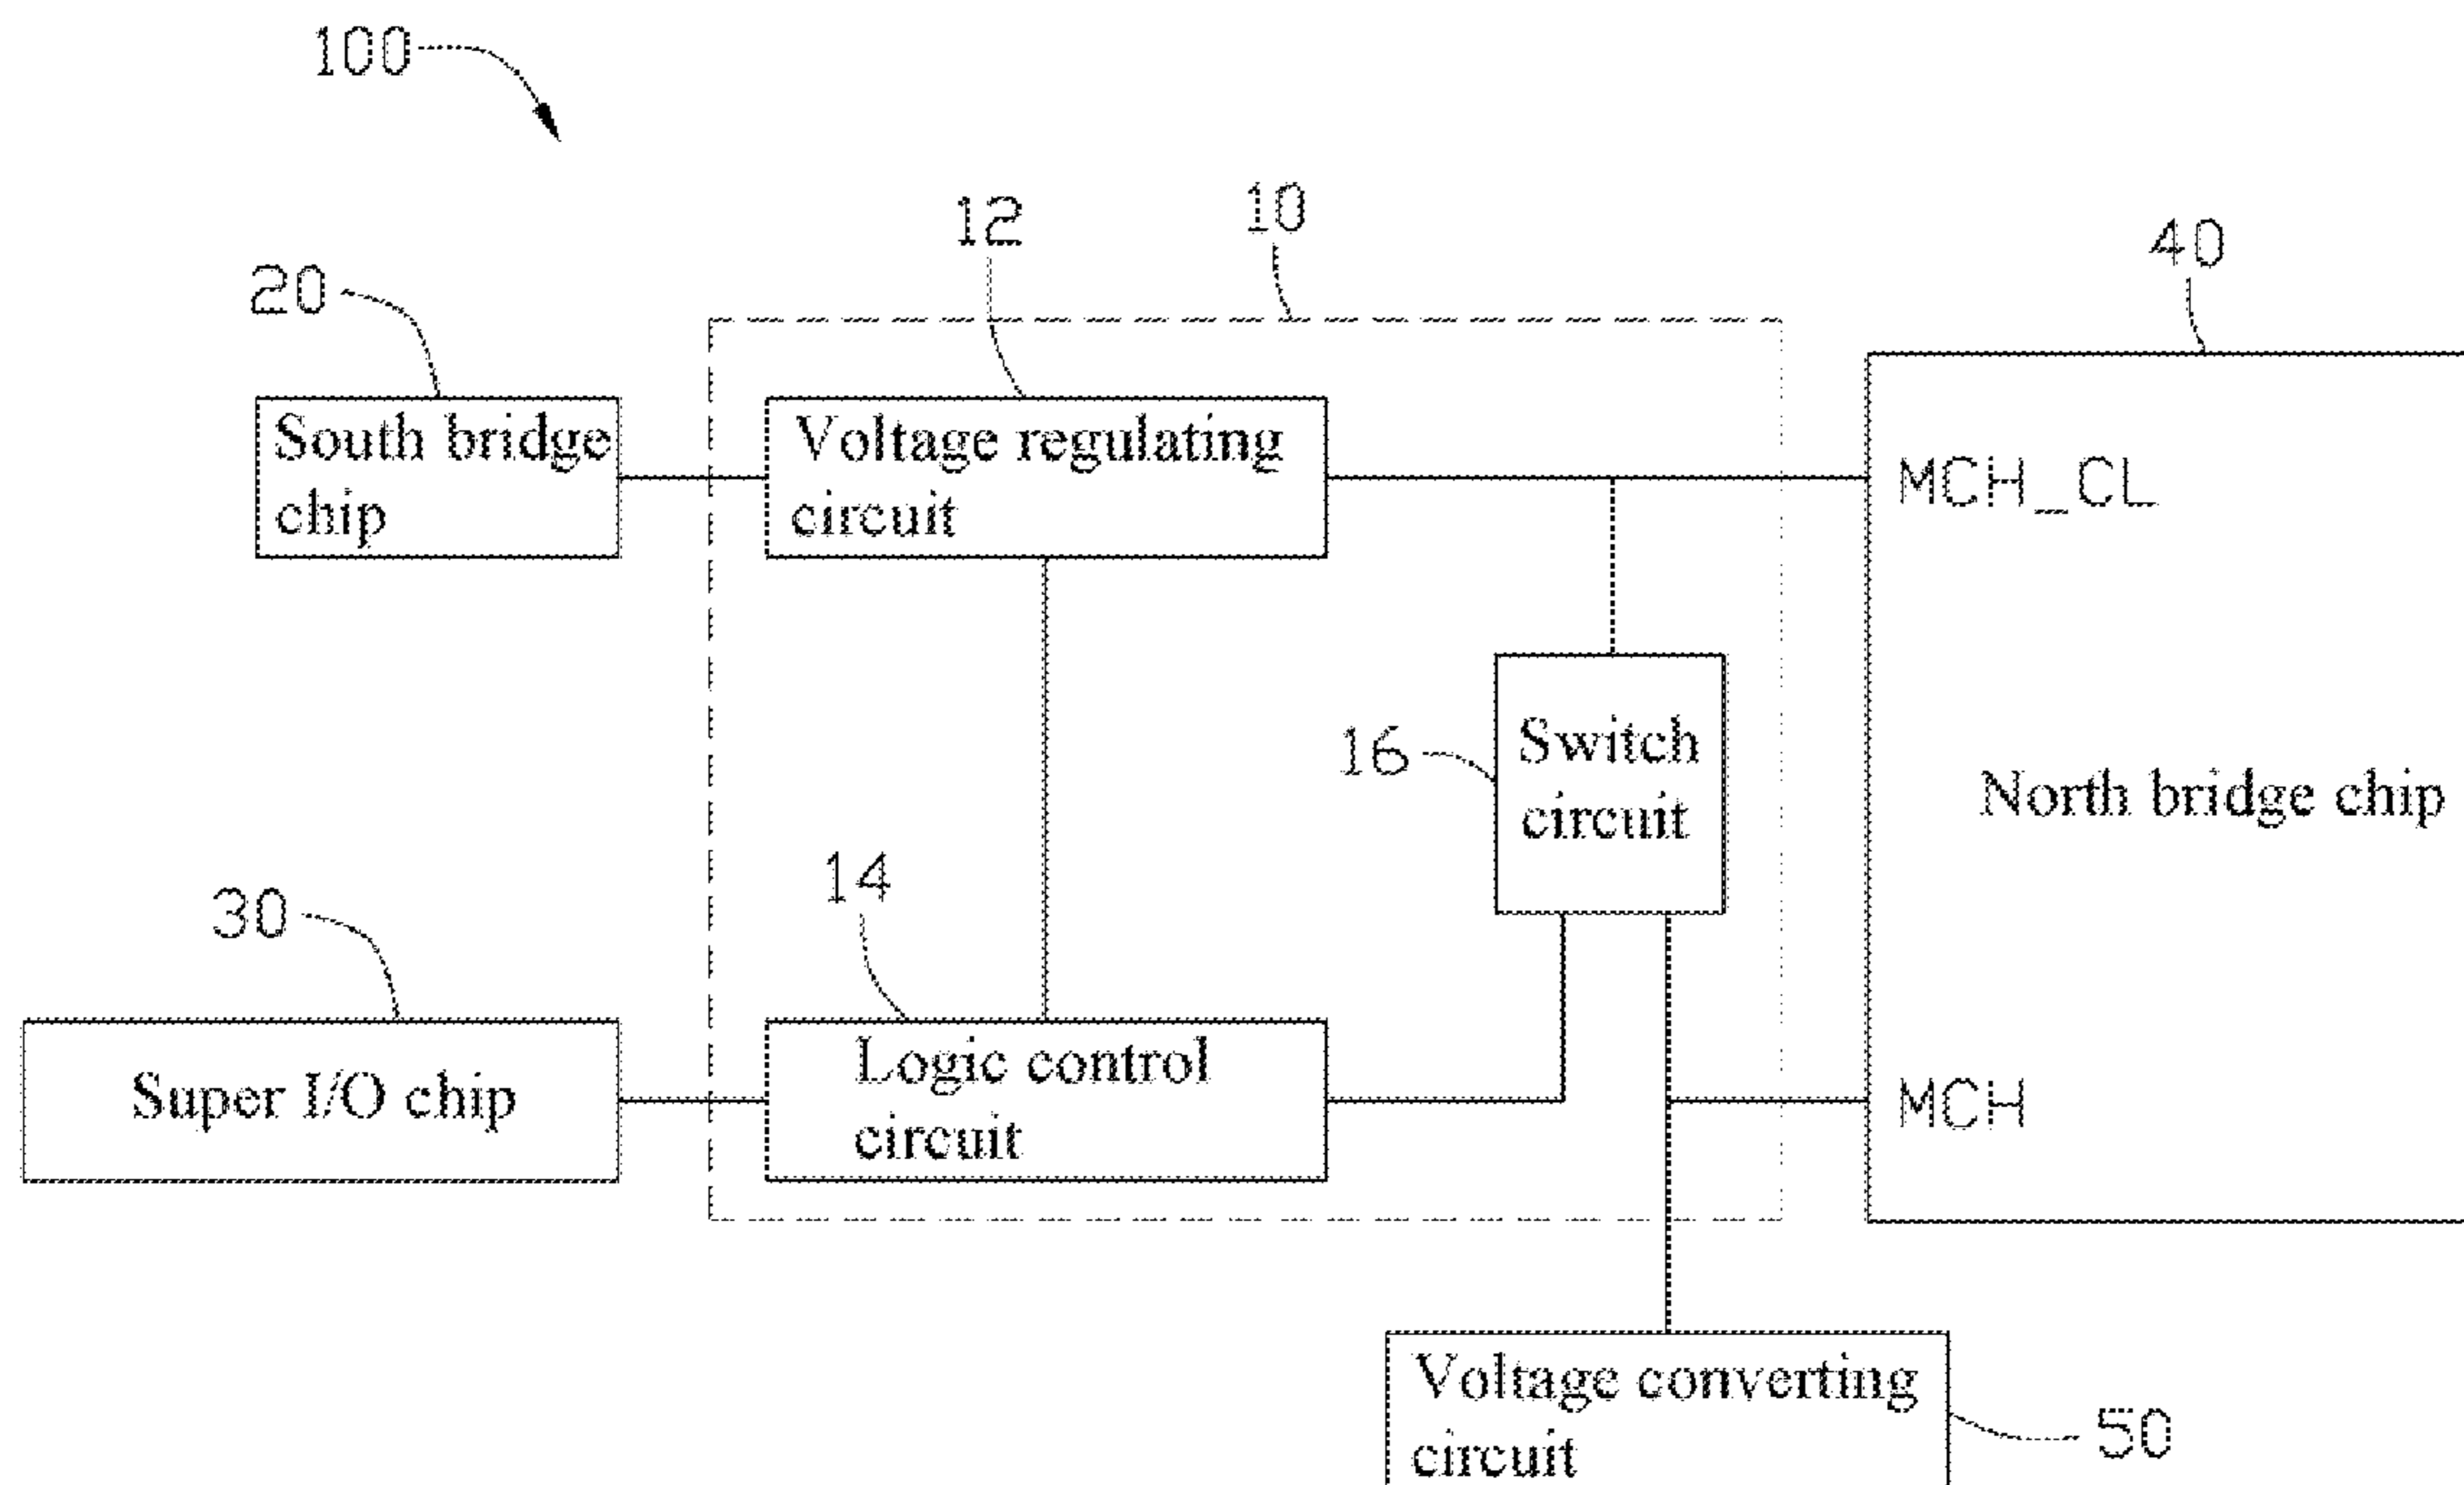 100
12
10
40
20
South bridge
chip
Voltage regulating
circuit
MCH_CL
16
Switch
circuit
North bridge chip
14
30
Super I/O chip
Logic control
circuit
MCH
Voltage converting
circuit
50